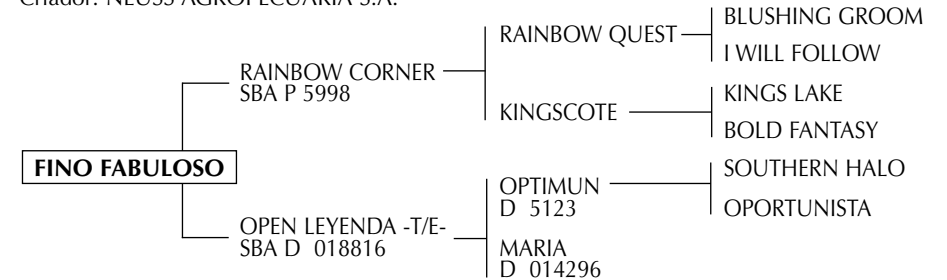 Criador: NEUSS AGROPECUARIA S.A.
BLUSHING GROOM
RAINBOW QUEST
I WILL FOLLOW
RAINBOW CORNER
SBA P 5998
KINGS LAKE
KINGSCOTE
BOLD FANTASY
FINO FABULOSO
SOUTHERN HALO
OPTIMUN
D 5123
OPORTUNISTA
OPEN LEYENDA -T/E-
SBA D 018816
MARIA
D 014296